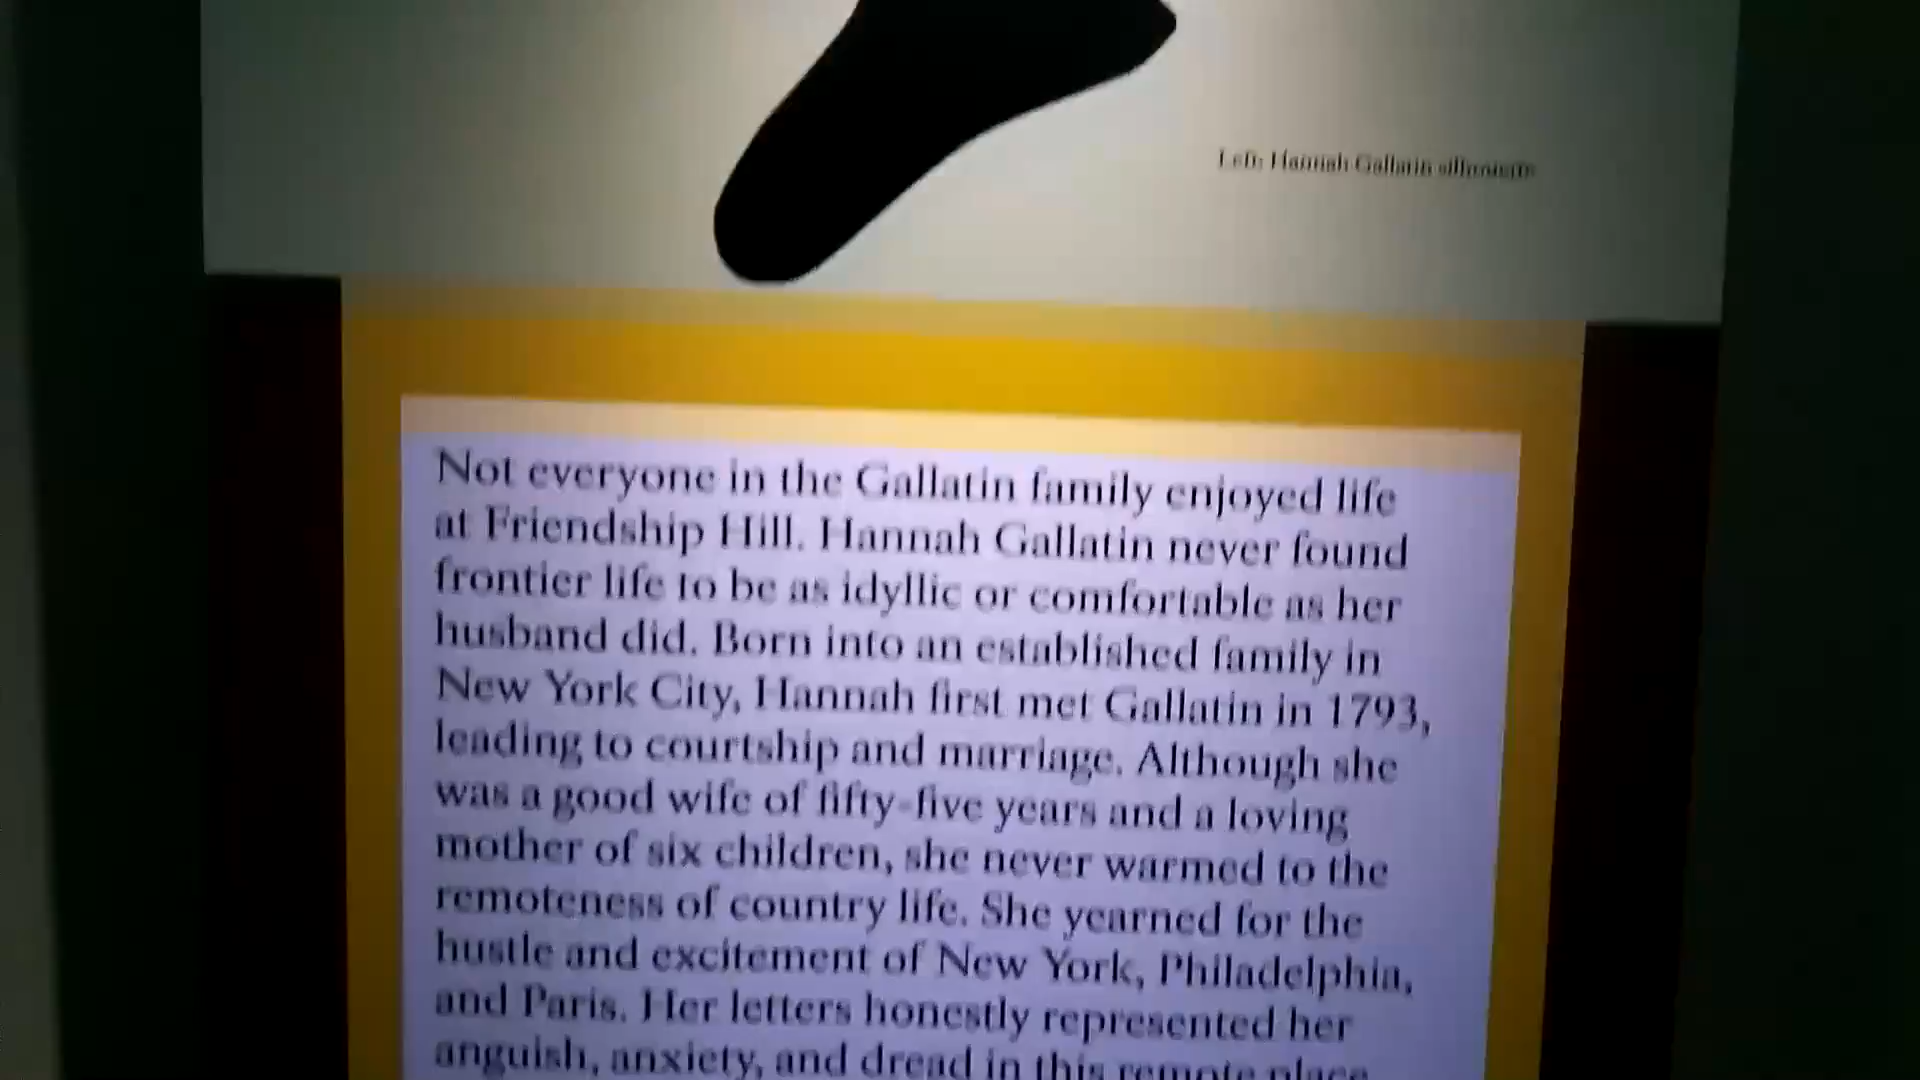 Left: Hannah Gallatin silhouette
Not everyone in the Gallatin family enjoyed life
at Friendship Hill. Hannah Gallatin never found
frontier life to be as idyllic or comfortable as her
husband did. Born into an established family in
New York City, Hannah first met Gallatin in 1793,
leading to courtship and marriage. Although she
was a good wife of fifty-five years and a loving
mother of six children, she never warmed to the
remoteness of country life. She yearned for the
hustle and excitement of New York, Philadelphia,
and Paris. Her letters honestly represented her
anguish, anxiety, and dread in this remote place